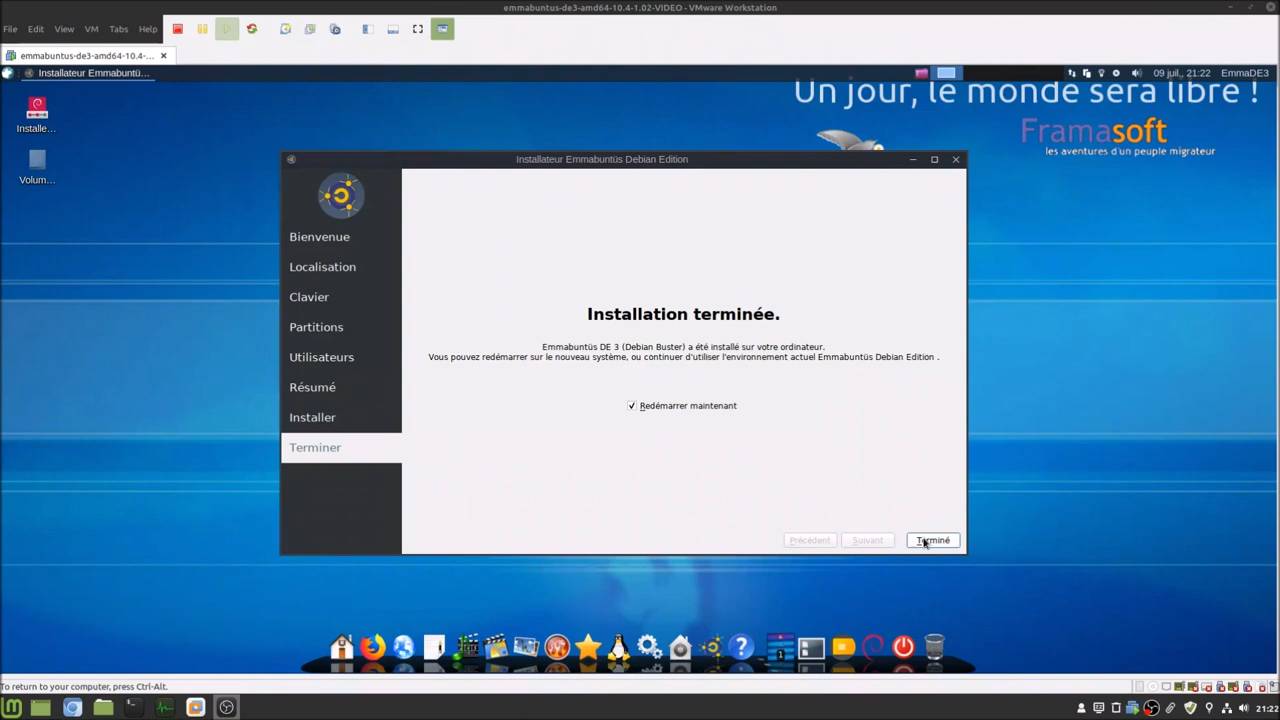 emmabuntus-de3-amd64-10.4-1.02-VIDEO - VMware Workstation
File Edit View VM Tabs Help
emmabuntus-de3-amd64-10.4-...
Installateur Emmabuntü...
09 juil., 21:22 EmmaDE3
Un jour, le monde sera libre !
Framasoft
les aventures d'un peuple migrateur
Installe...
Volum...
Installateur Emmabuntüs Debian Edition
Bienvenue
Localisation
Clavier
Partitions
Utilisateurs
Résumé
Installer
Terminer
Installation terminée.
Emmabuntüs DE 3 (Debian Buster) a été installé sur votre ordinateur.
Vous pouvez redémarrer sur le nouveau système, ou continuer d'utiliser l'environnement actuel Emmabuntüs Debian Edition .
Redémarrer maintenant
Précédent Suivant Terminé
1
To return to your computer, press Ctrl-Alt.
21:22